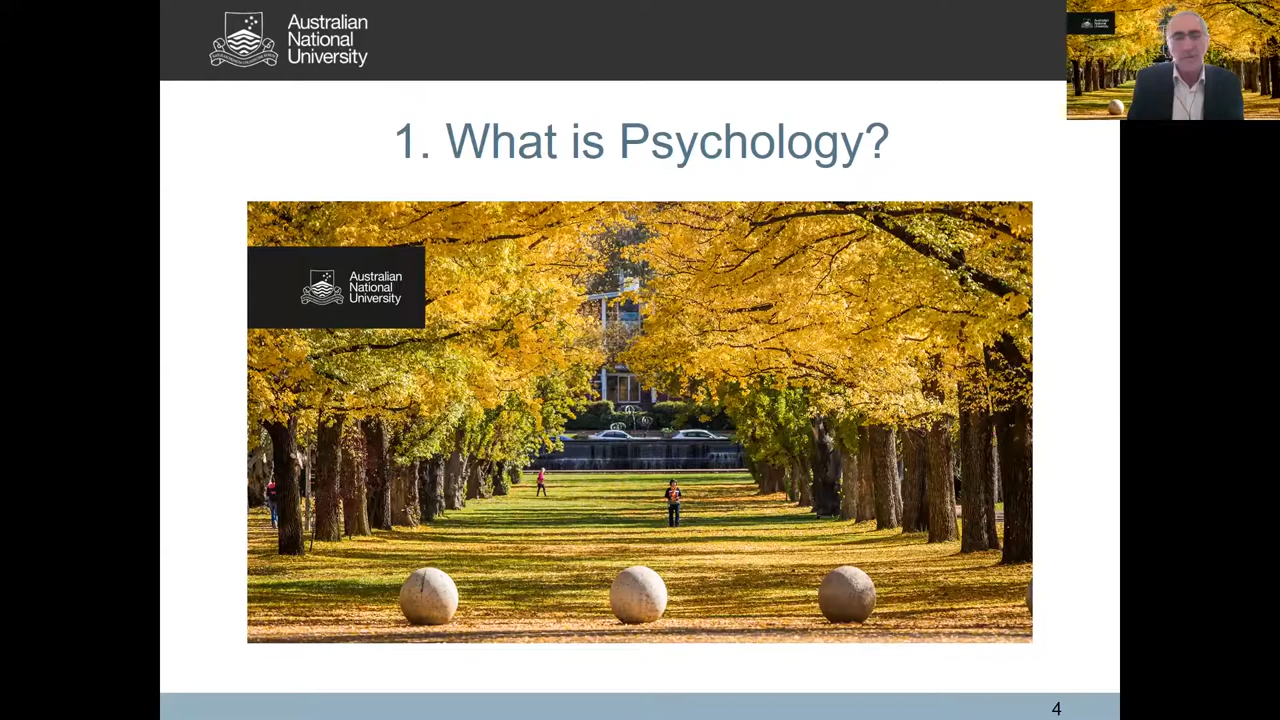 Australian
National
University
1. What is Psychology?
Australian
National
University
4